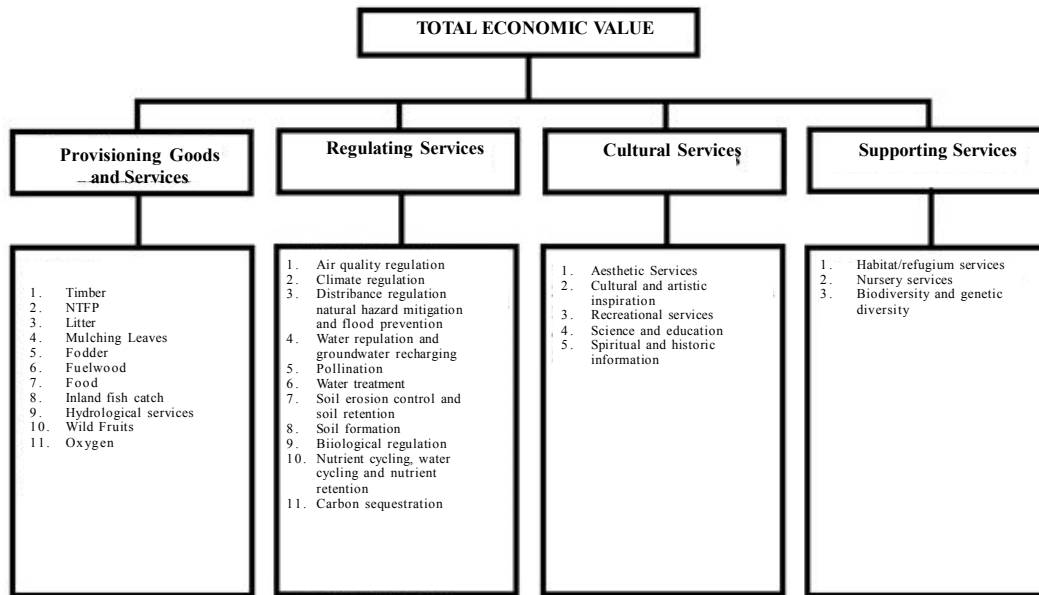 TOTAL ECONOMIC VALUE
Provisioning Goods
and Services
Regulating Services
Cultural Services
Supporting Services
1. Timber
2. NTFP
3. Litter
4. Mulching Leaves
5. Fodder
6. Fuelwood
7. Food
8. Inland fish catch
9. Hydrological services
10. Wild Fruits
11. Oxygen
1. Air quality regulation
2. Climate regulation
3. Distribance regulation
natural hazard mitigation
and flood prevention
4. Water repulation and
groundwater recharging
5. Pollination
6. Water treatment
7. Soil erosion control and
soil retention
8. Soil formation
9. Biiological regulation
10. Nutrient cycling, water
cycling and nutrient
retention
11. Carbon sequestration
1. Aesthetic Services
2. Cultural and artistic
inspiration
3. Recreational services
4. Science and education
5. Spiritual and historic
information
1. Habitat/refugium services
2. Nursery services
3. Biodiversity and genetic
diversity